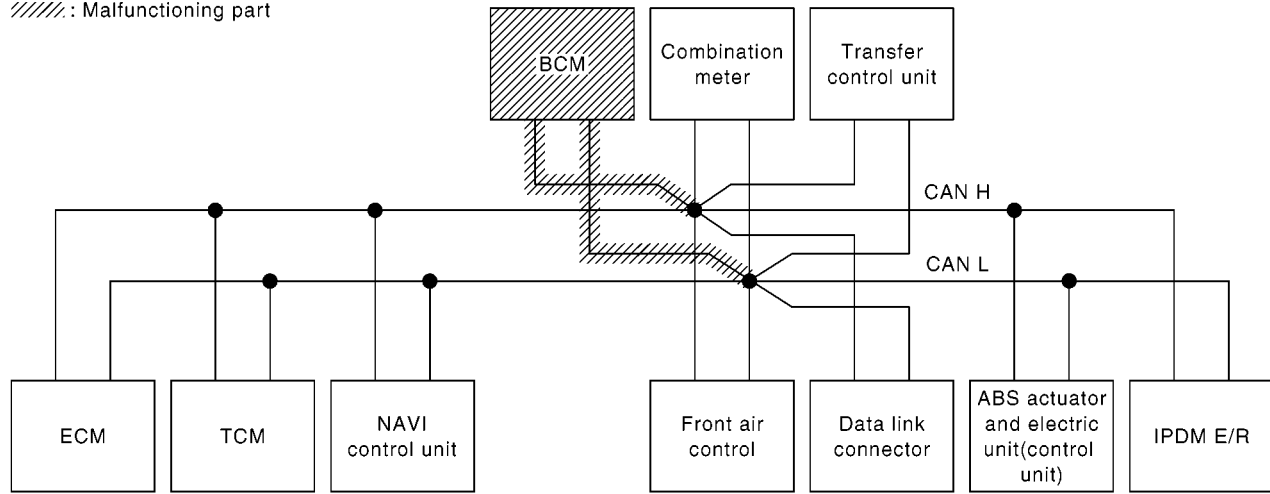 : Malfunctioning part
BCM
Combination
meter
Transfer
control unit
CAN H
CAN L
ECM
TCM
NAVI
control unit
Front air
control
Data link
connector
ABS actuator
and electric
unit(control
unit)
IPDM E/R